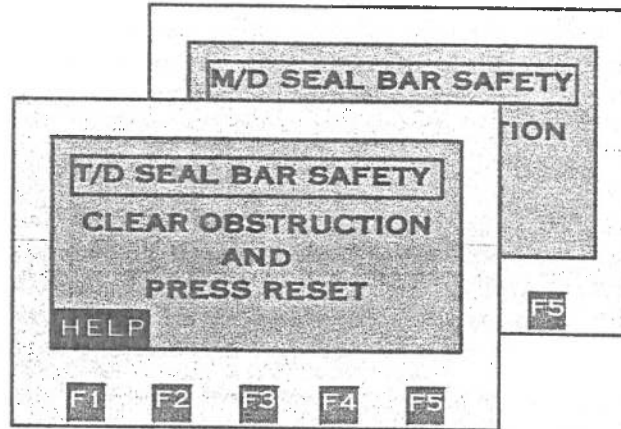 M/D SEAL BAR SAFETY
TION
F5
T/D SEAL BAR SAFETY
CLEAR OBSTRUCTION
AND
PRESS RESET
HELP
F1 F2 F3 F4 F5